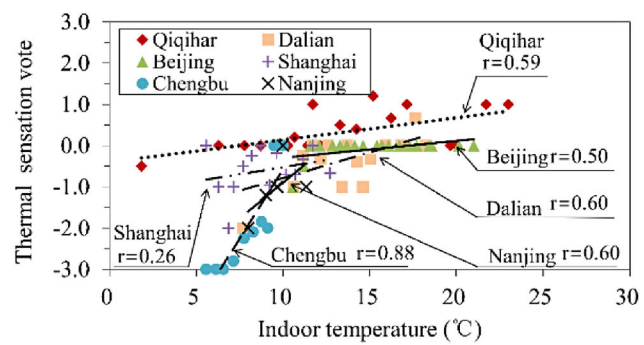 3.0
2.0
1.0
0.0
-1.0
-2.0
-3.0
Thermal sensation vote
Qiqihar
Dalian
Beijing
Shanghai
Chengbu
Nanjing
Qiqihar
r=0.59
Beijing r=0.50
Dalian r=0.60
Shanghai
r=0.26
Chengbu r=0.88
Nanjing r=0.60
0 5 10 15 20 25 30
Indoor temperature (℃)